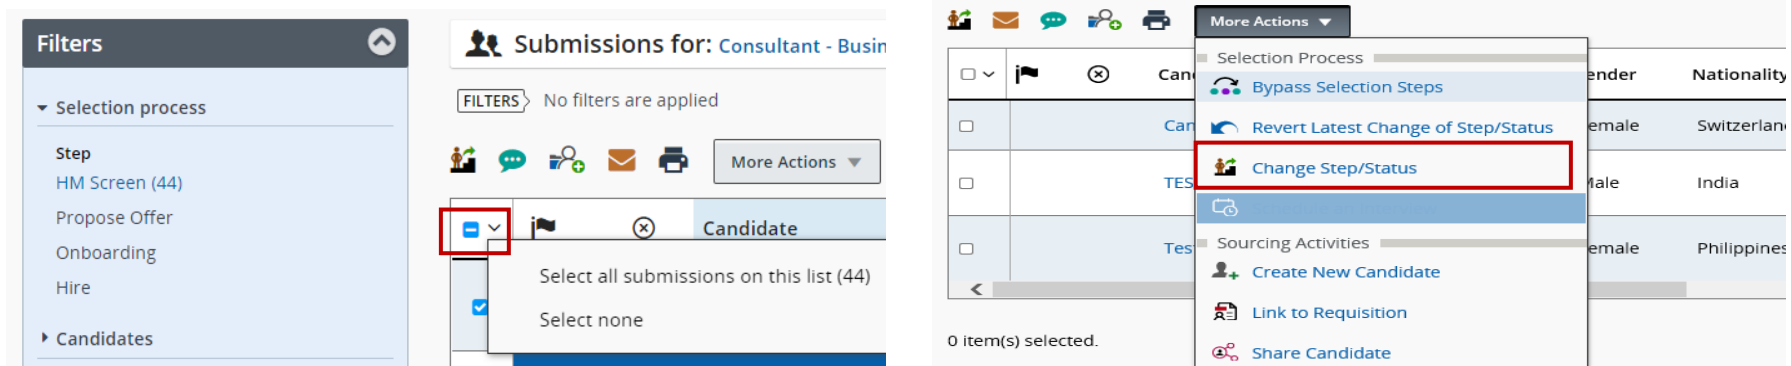 Filters
Selection process
Step
HM Screen (44)
Propose Offer
Onboarding
Hire
Candidates
Submissions for: Consultant - Busin
FILTERS No filters are applied
More Actions
Candidate
Select all submissions on this list (44)
Select none
More Actions
Selection Process
Bypass Selection Steps
Revert Latest Change of Step/Status
Change Step/Status
Sourcing Activities
Create New Candidate
Link to Requisition
Share Candidate
Can ender Nationality
Can emale Switzerlan
TES Male India
Tes emale Philippines
0 item(s) selected.